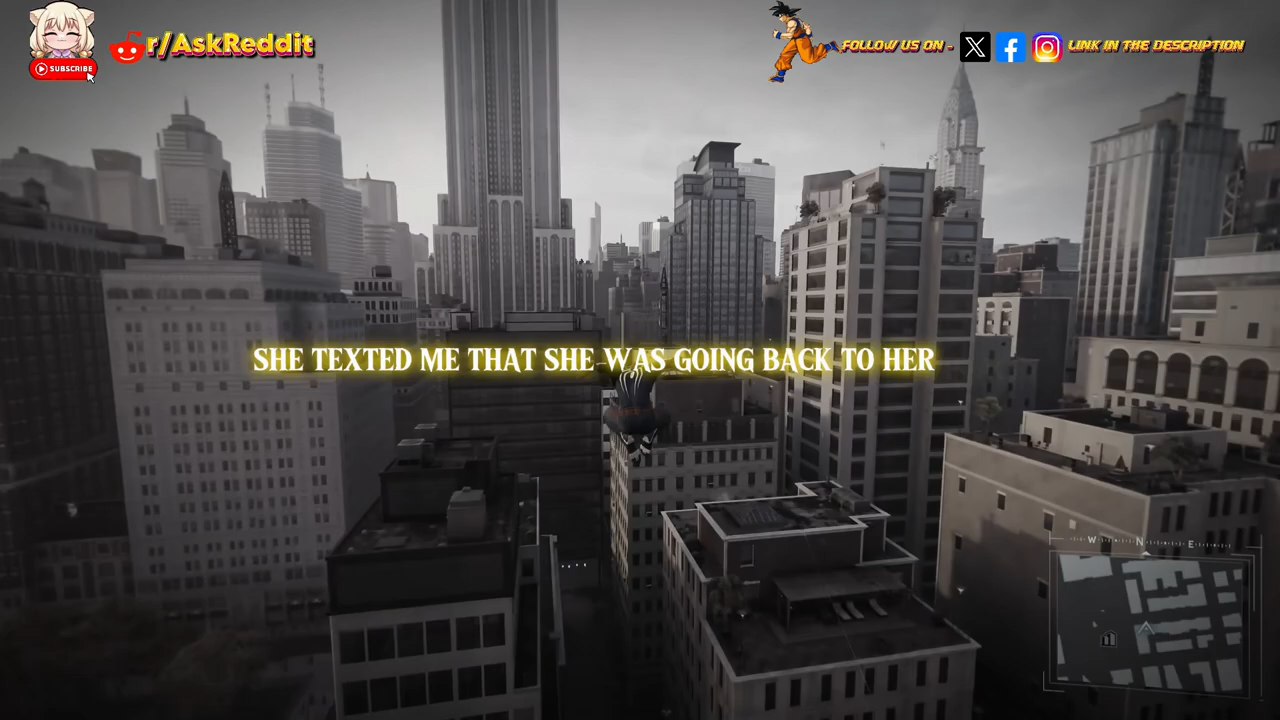 r/AskReddit
SUBSCRIBE
FOLLOW US ON -
LINK IN THE DESCRIPTION
SHE TEXTED ME THAT SHE WAS GOING BACK TO HER
W N E